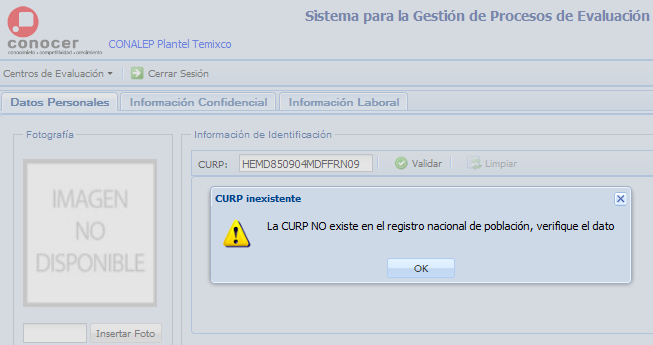 Sistema para la Gestión de Procesos de Evaluación
conocer
conocimiento • competitividad • crecimiento
CONALEP Plantel Temixco
Centros de Evaluación
Cerrar Sesión
Datos Personales
Información Confidencial
Información Laboral
Fotografía
IMAGEN
NO
DISPONIBLE
Insertar Foto
Información de Identificación
CURP: HEMD850904MDFFRN09 Validar Limpiar
CURP inexistente
La CURP NO existe en el registro nacional de población, verifique el dato
OK